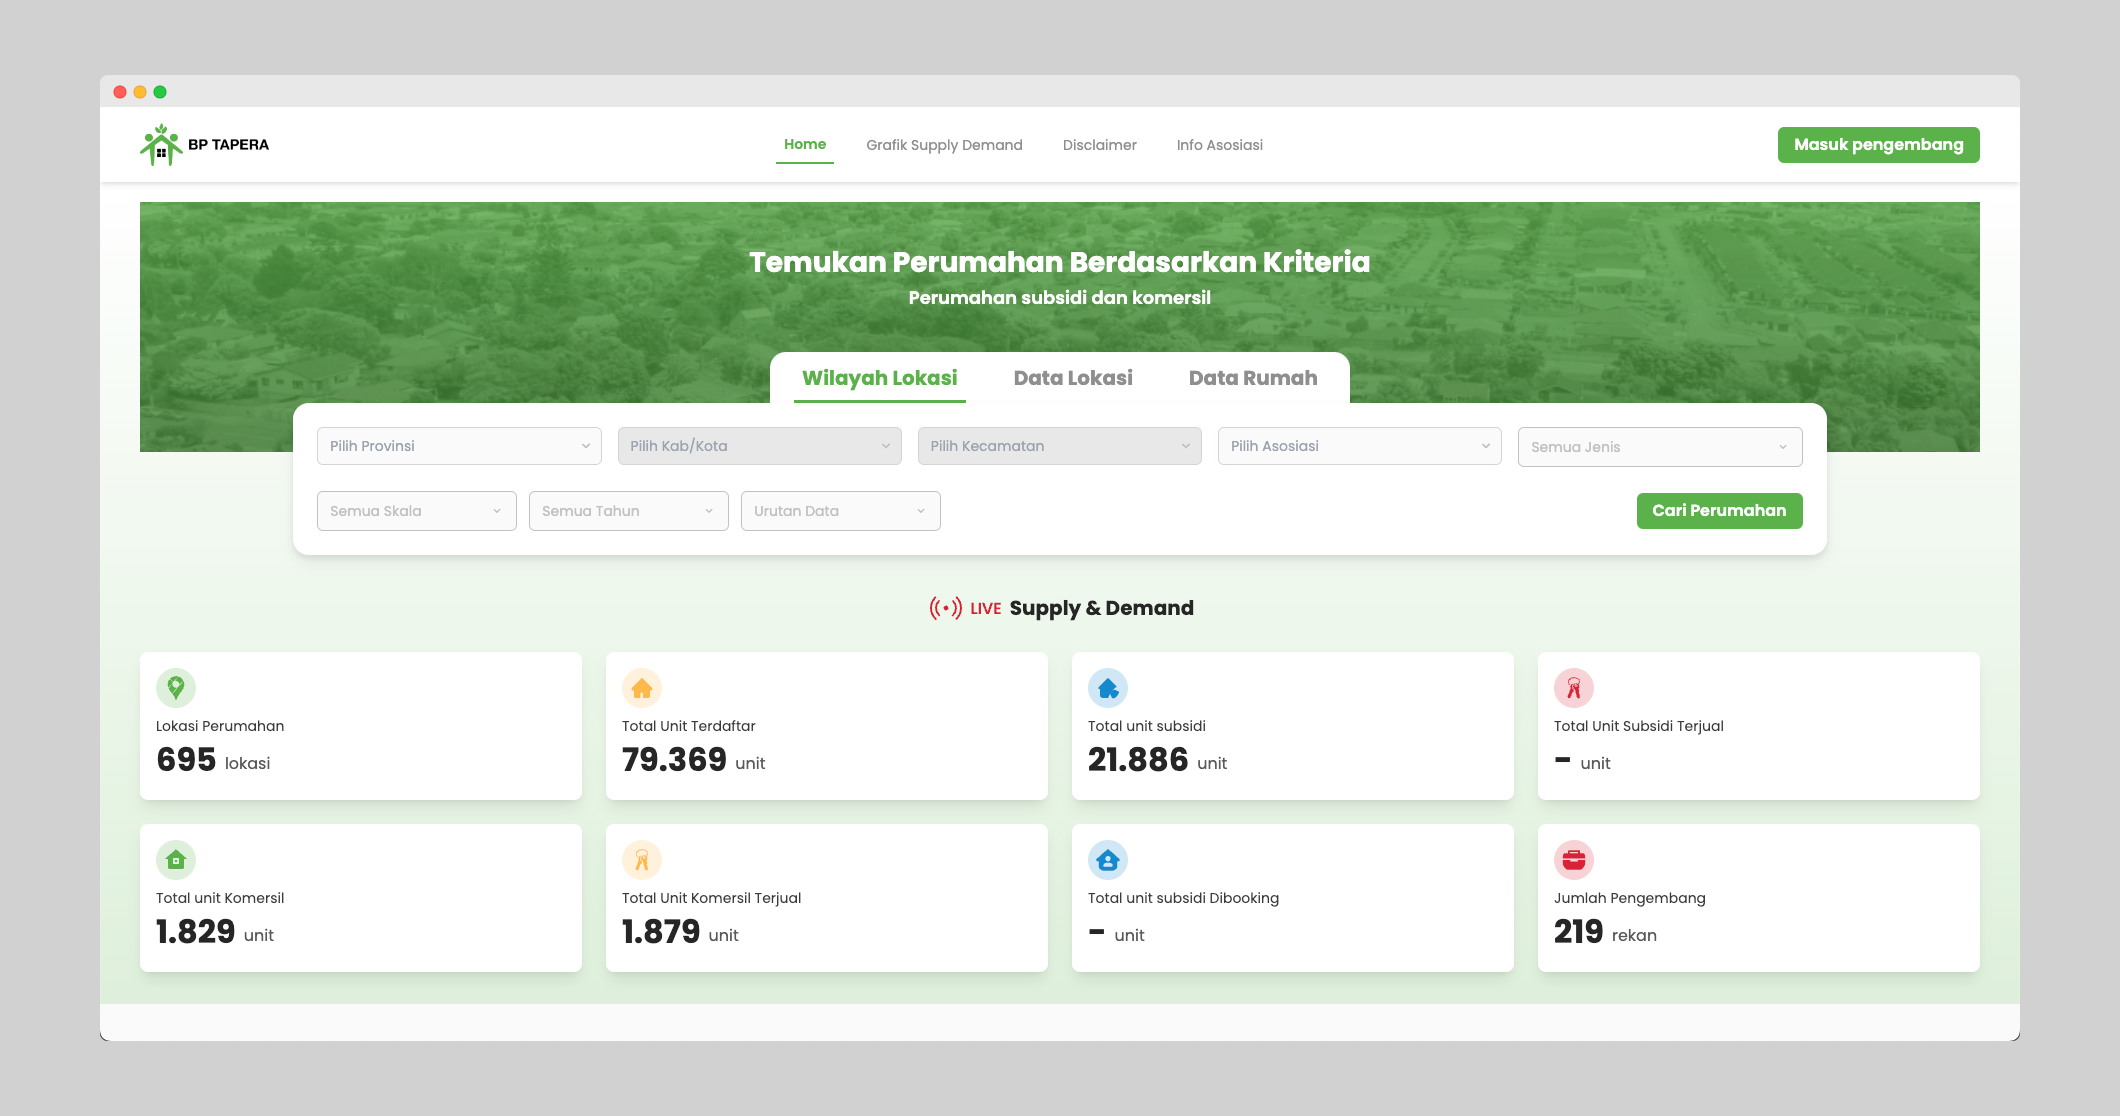 BP TAPERA
Home
Grafik Supply Demand
Disclaimer
Info Asosiasi
Masuk pengembang
Temukan Perumahan Berdasarkan Kriteria
Perumahan subsidi dan komersil
Wilayah Lokasi
Data Lokasi
Data Rumah
Pilih Provinsi
Pilih Kab/Kota
Pilih Kecamatan
Pilih Asosiasi
Semua Jenis
Semua Skala
Semua Tahun
Urutan Data
Cari Perumahan
LIVE Supply & Demand
Lokasi Perumahan
695 lokasi
Total Unit Terdaftar
79.369 unit
Total unit subsidi
21.886 unit
Total Unit Subsidi Terjual
- unit
Total unit Komersil
1.829 unit
Total Unit Komersil Terjual
1.879 unit
Total unit subsidi Dibooking
- unit
Jumlah Pengembang
219 rekan